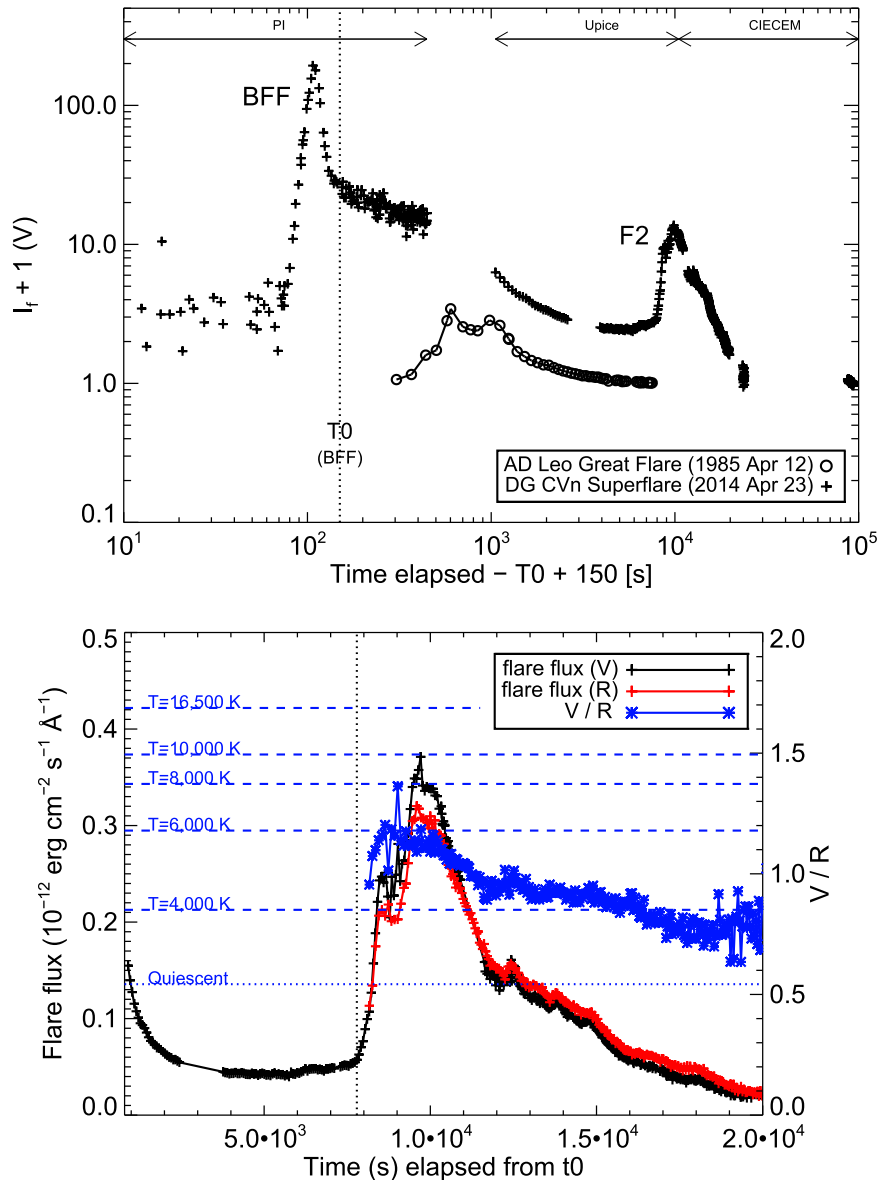 PI Upice CIECEM
BFF
F2
T0
(BFF)
AD Leo Great Flare (1985 Apr 12)
DG CVn Superflare (2014 Apr 23)
100.0
10.0
1.0
0.1
I_f + 1 (V)
10^1 10^2 10^3 10^4 10^5
Time elapsed − T0 + 150 [s]
flare flux (V)
flare flux (R)
V / R
T=16,500 K
T=10,000 K
T=8,000 K
T=6,000 K
T=4,000 K
Quiescent
0.5
0.4
0.3
0.2
0.1
0.0
Flare flux (10^−12 erg cm^−2 s^−1 Å^−1)
2.0
1.5
1.0
0.5
0.0
V / R
5.0•10^3 1.0•10^4 1.5•10^4 2.0•10^4
Time (s) elapsed from t0